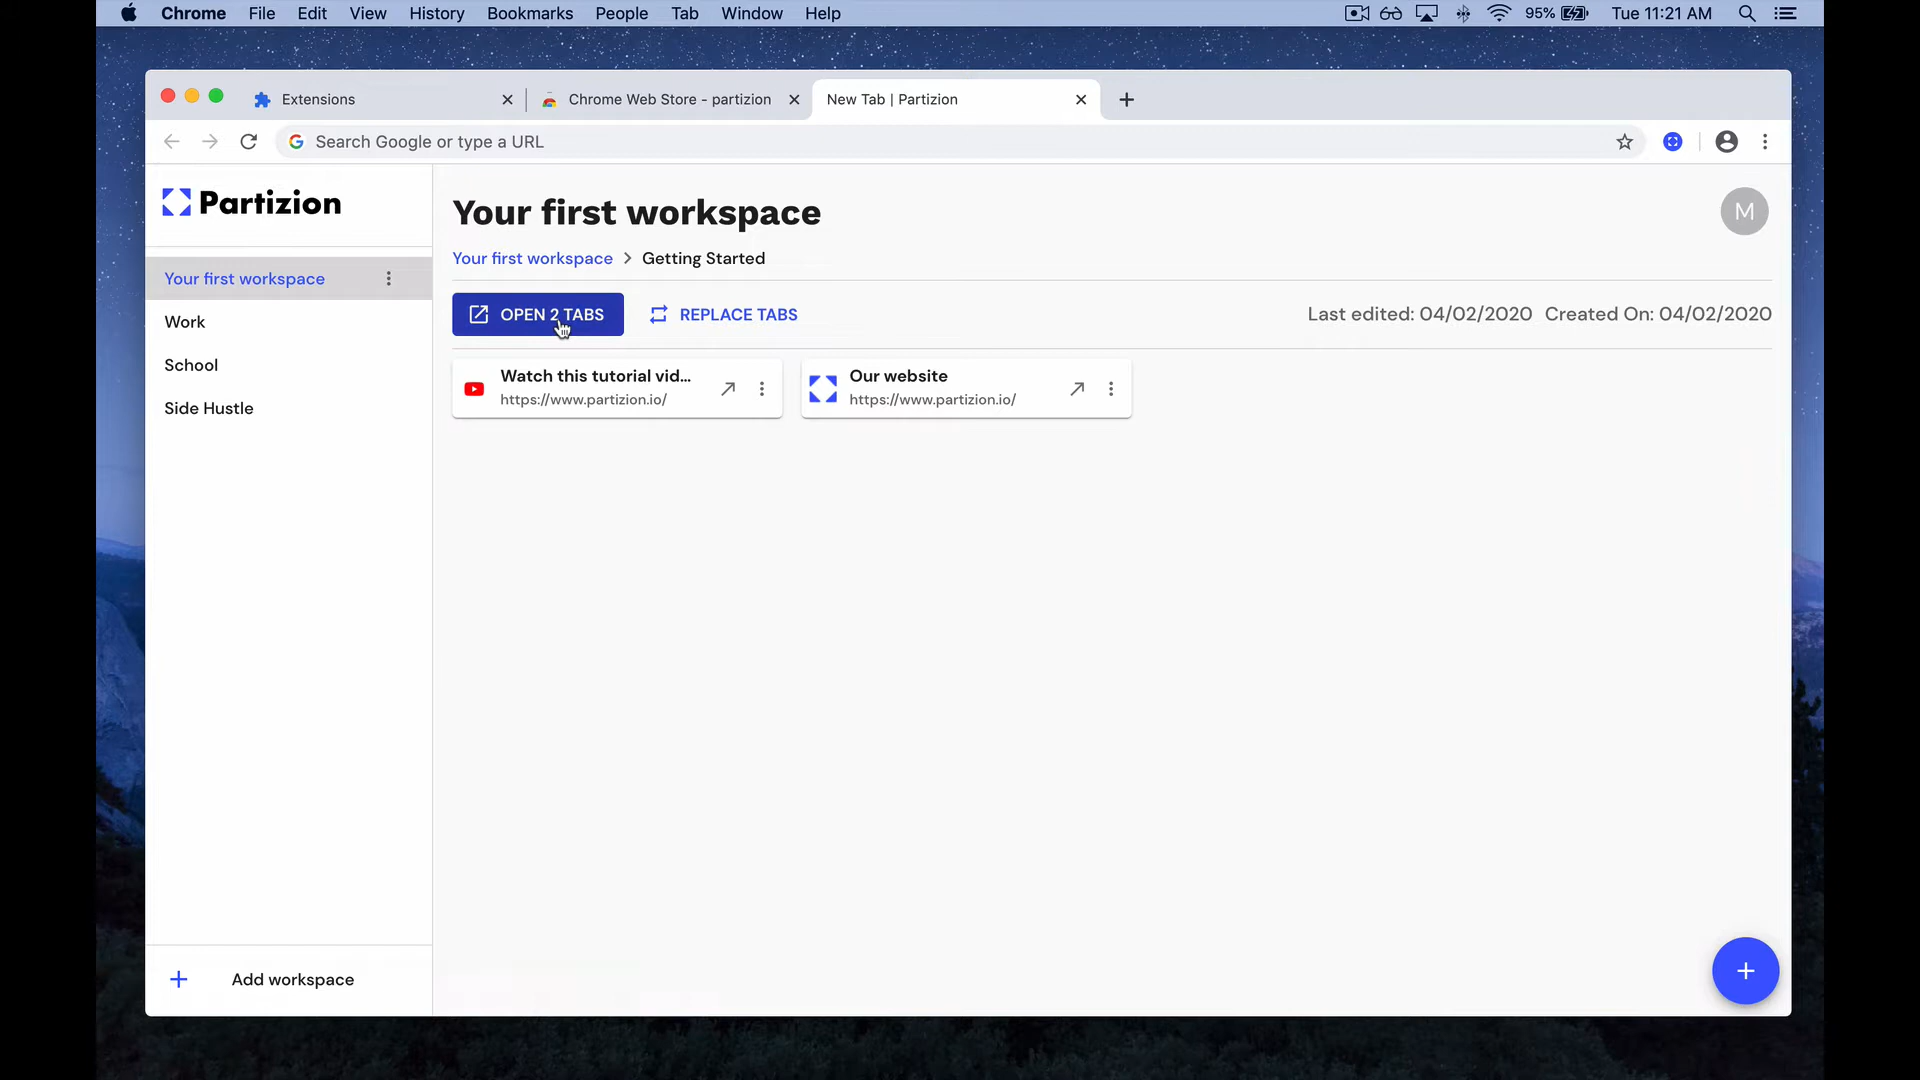 Chrome File Edit View History Bookmarks People Tab Window Help 95% Tue 11:21 AM
Extensions Chrome Web Store - partizion New Tab | Partizion
Search Google or type a URL
Partizion
Your first workspace
Work
School
Side Hustle
Add workspace
Your first workspace
M
Your first workspace > Getting Started
OPEN 2 TABS REPLACE TABS Last edited: 04/02/2020 Created On: 04/02/2020
Watch this tutorial vid...
https://www.partizion.io/
Our website
https://www.partizion.io/